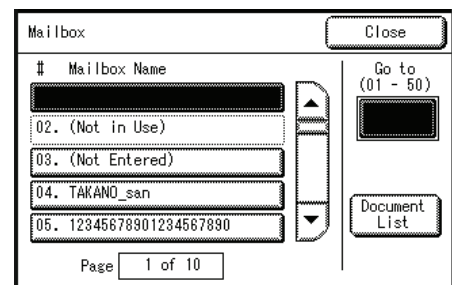 Mailbox
Close
# Mailbox Name
Go to
(01 - 50)
02. (Not in Use)
03. (Not Entered)
04. TAKANO_san
05. 12345678901234567890
Document
List
Page 1 of 10